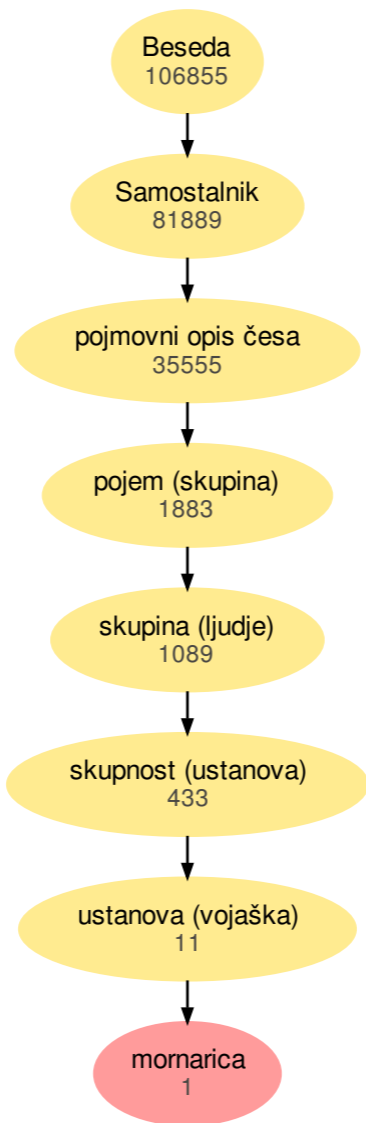 Beseda
106855
Samostalnik
81889
pojmovni opis česa
35555
pojem (skupina)
1883
skupina (ljudje)
1089
skupnost (ustanova)
433
ustanova (vojaška)
11
mornarica
1